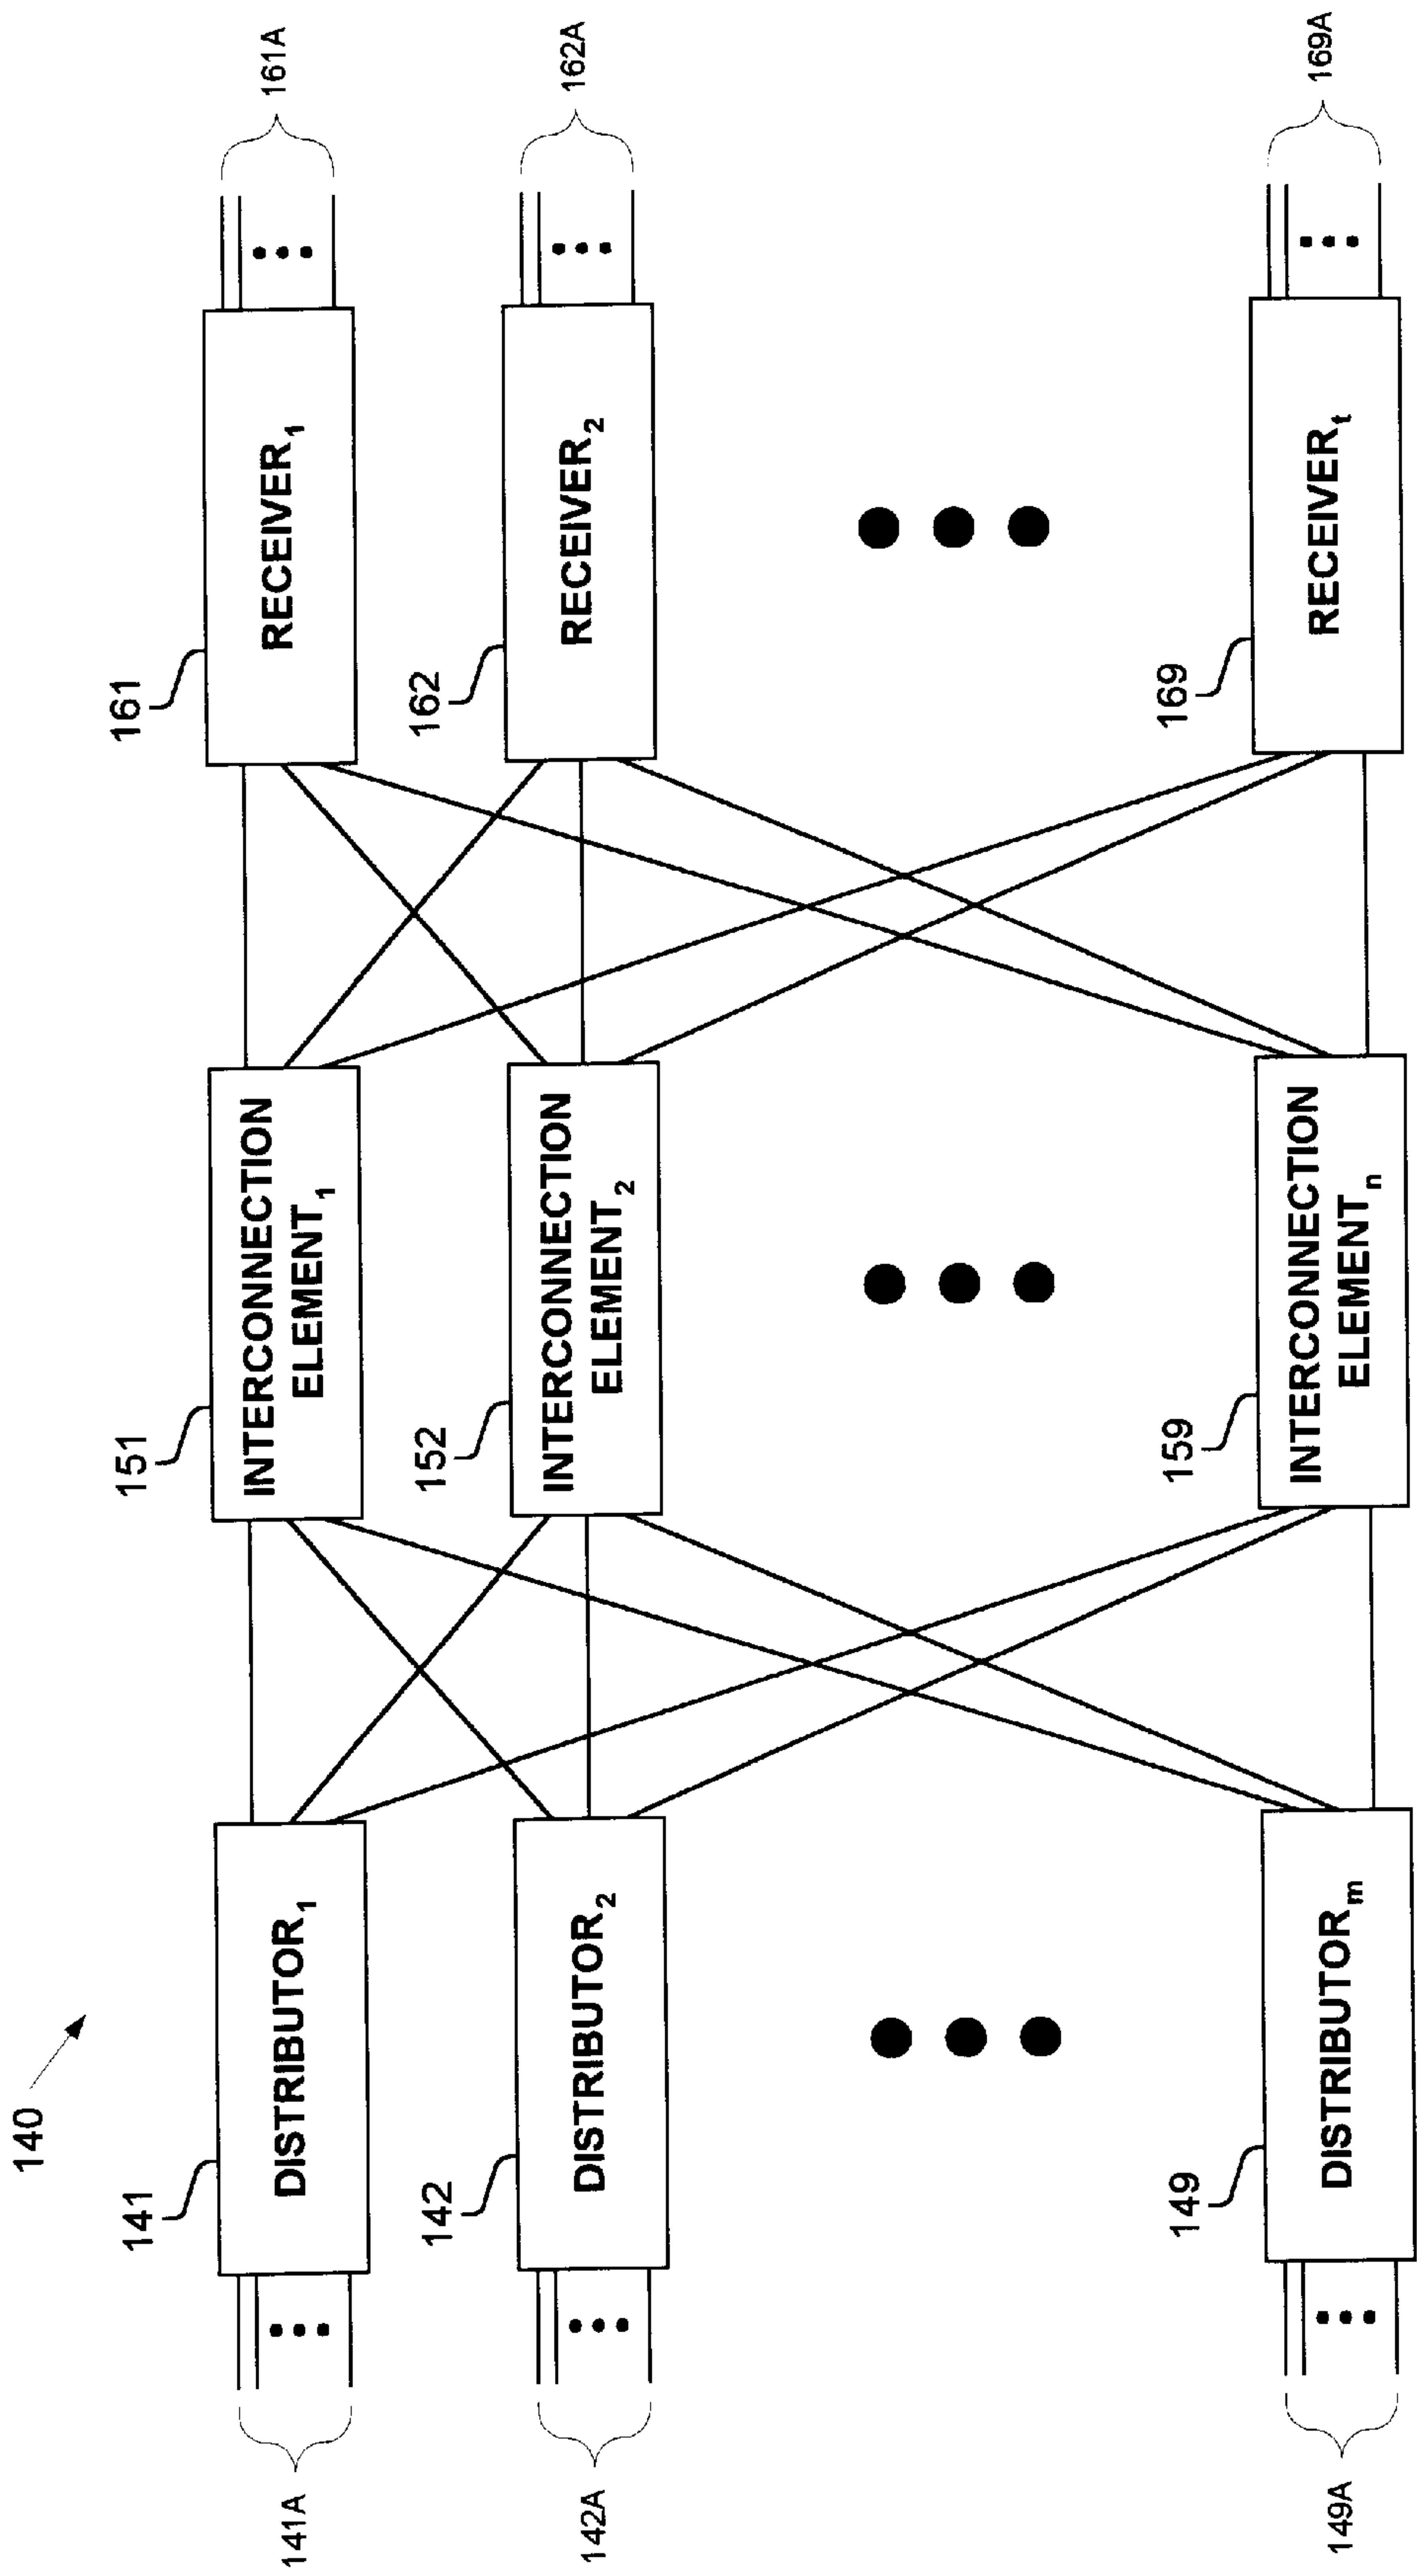 140
141A
141
DISTRIBUTOR1
151
INTERCONNECTION
ELEMENT1
161
RECEIVER1
161A
142A
142
DISTRIBUTOR2
152
INTERCONNECTION
ELEMENT2
162
RECEIVER2
162A
149A
149
DISTRIBUTORm
159
INTERCONNECTION
ELEMENTn
169
RECEIVERt
169A